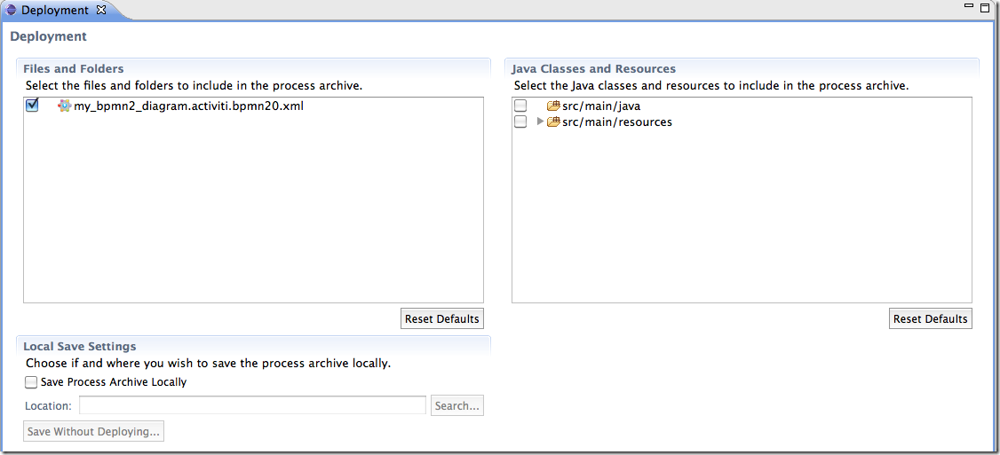 Deployment
Deployment
Files and Folders
Select the files and folders to include in the process archive.
my_bpmn2_diagram.activiti.bpmn20.xml
Reset Defaults
Java Classes and Resources
Select the Java classes and resources to include in the process archive.
src/main/java
src/main/resources
Reset Defaults
Local Save Settings
Choose if and where you wish to save the process archive locally.
Save Process Archive Locally
Location:
Search...
Save Without Deploying...